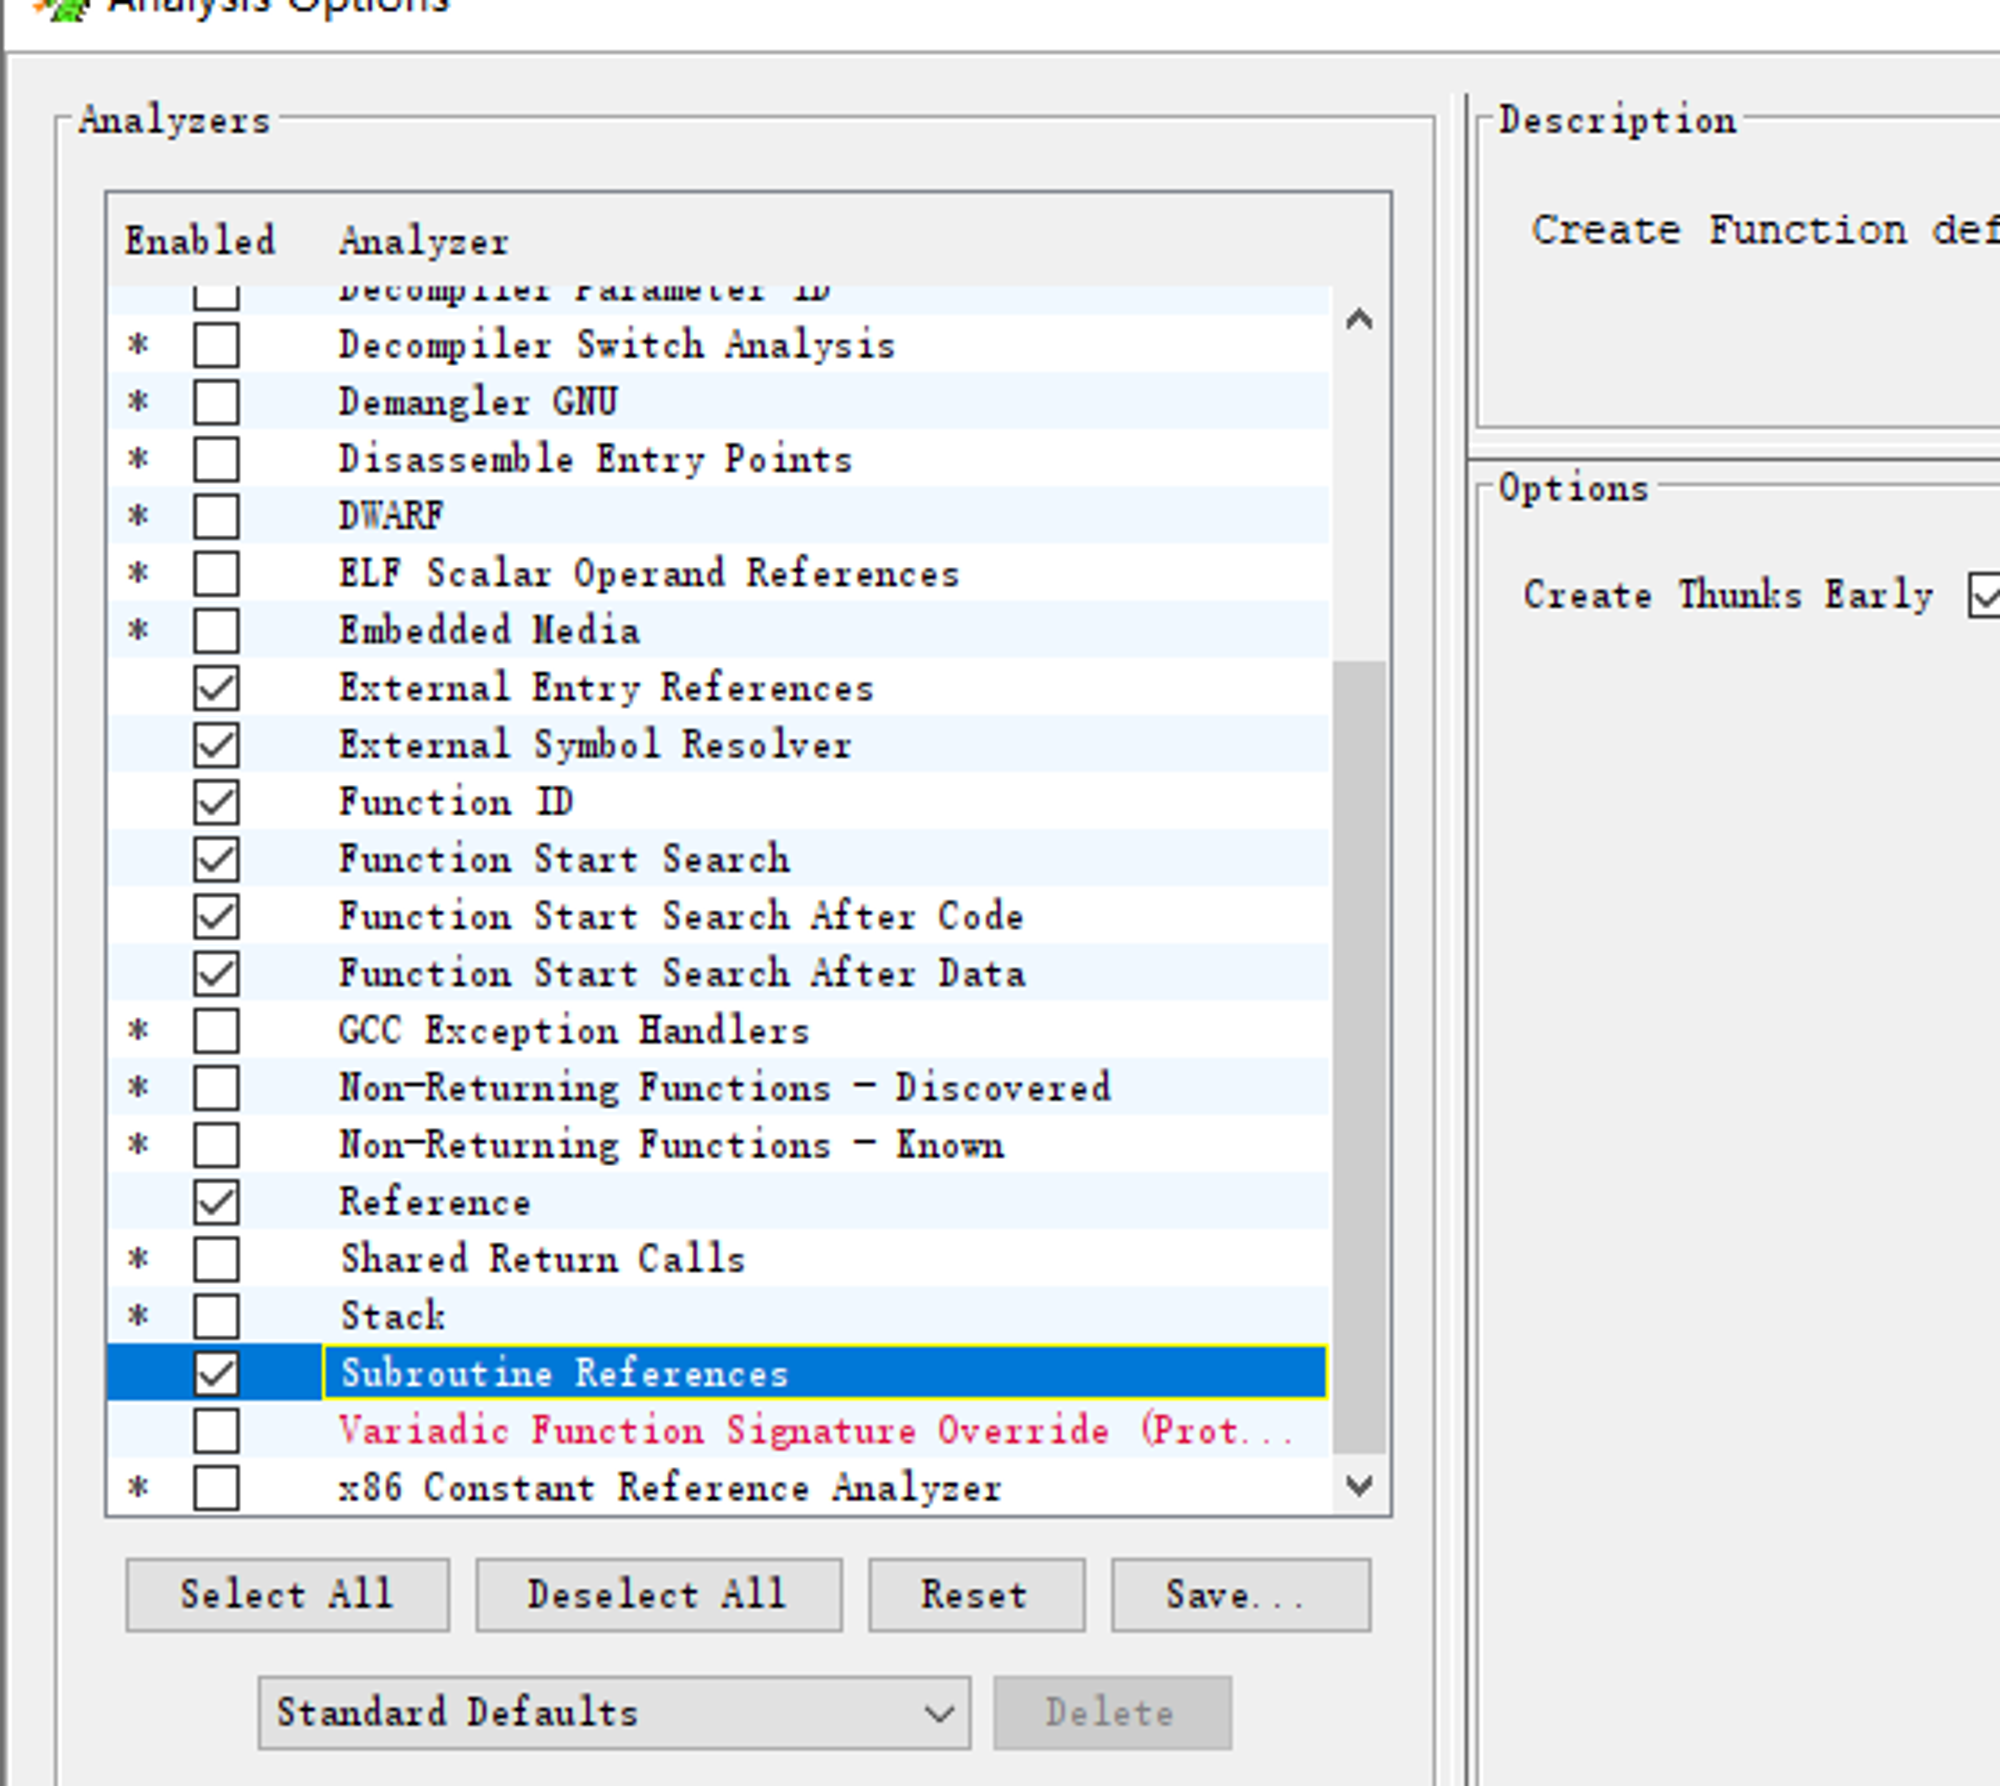 Analysis Options
Analyzers
Enabled Analyzer
Decompiler Parameter ID
* Decompiler Switch Analysis
* Demangler GNU
* Disassemble Entry Points
* DWARF
* ELF Scalar Operand References
* Embedded Media
External Entry References
External Symbol Resolver
Function ID
Function Start Search
Function Start Search After Code
Function Start Search After Data
* GCC Exception Handlers
* Non-Returning Functions - Discovered
* Non-Returning Functions - Known
Reference
* Shared Return Calls
* Stack
Subroutine References
Variadic Function Signature Override (Prot...
* x86 Constant Reference Analyzer
Select All Deselect All Reset Save...
Standard Defaults Delete
Description
Create Function def
Options
Create Thunks Early